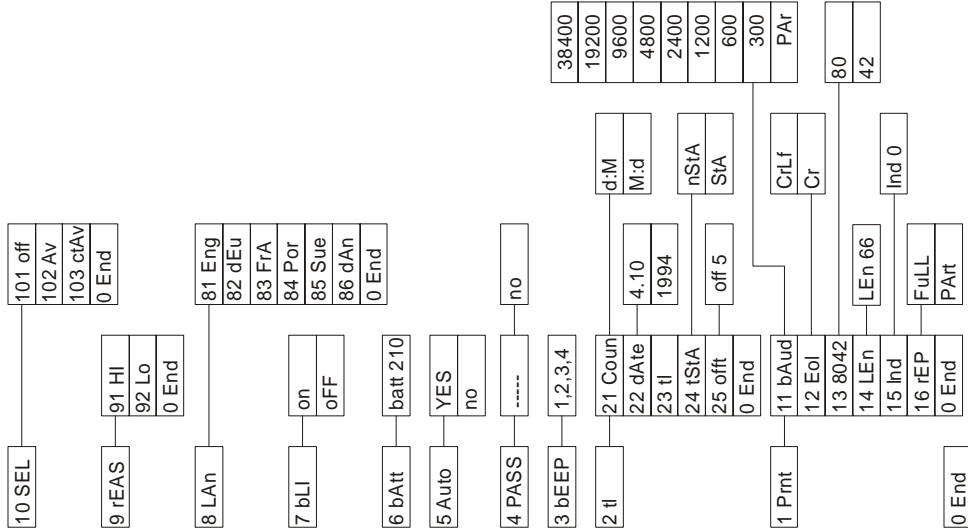 10 SEL
101 off
102 Av
103 ctAv
0 End
9 rEAS
91 HI
92 Lo
0 End
8 LAn
81 Eng
82 dEu
83 FrA
84 Por
85 Sue
86 dAn
0 End
7 bLI
on
oFF
6 bAtt
batt 210
5 Auto
YES
no
4 PASS
-----
no
3 bEEP
1,2,3,4
2 tI
21 Coun
22 dAte
23 tI
24 tStA
25 offt
0 End
d:M
M:d
4.10
1994
nStA
StA
off 5
1 Prnt
11 bAud
12 Eol
13 8042
14 LEn
15 Ind
16 rEP
0 End
38400
19200
9600
4800
2400
1200
600
300
PAr
CrLf
Cr
80
42
LEn 66
Ind 0
FuLL
PArt
0 End